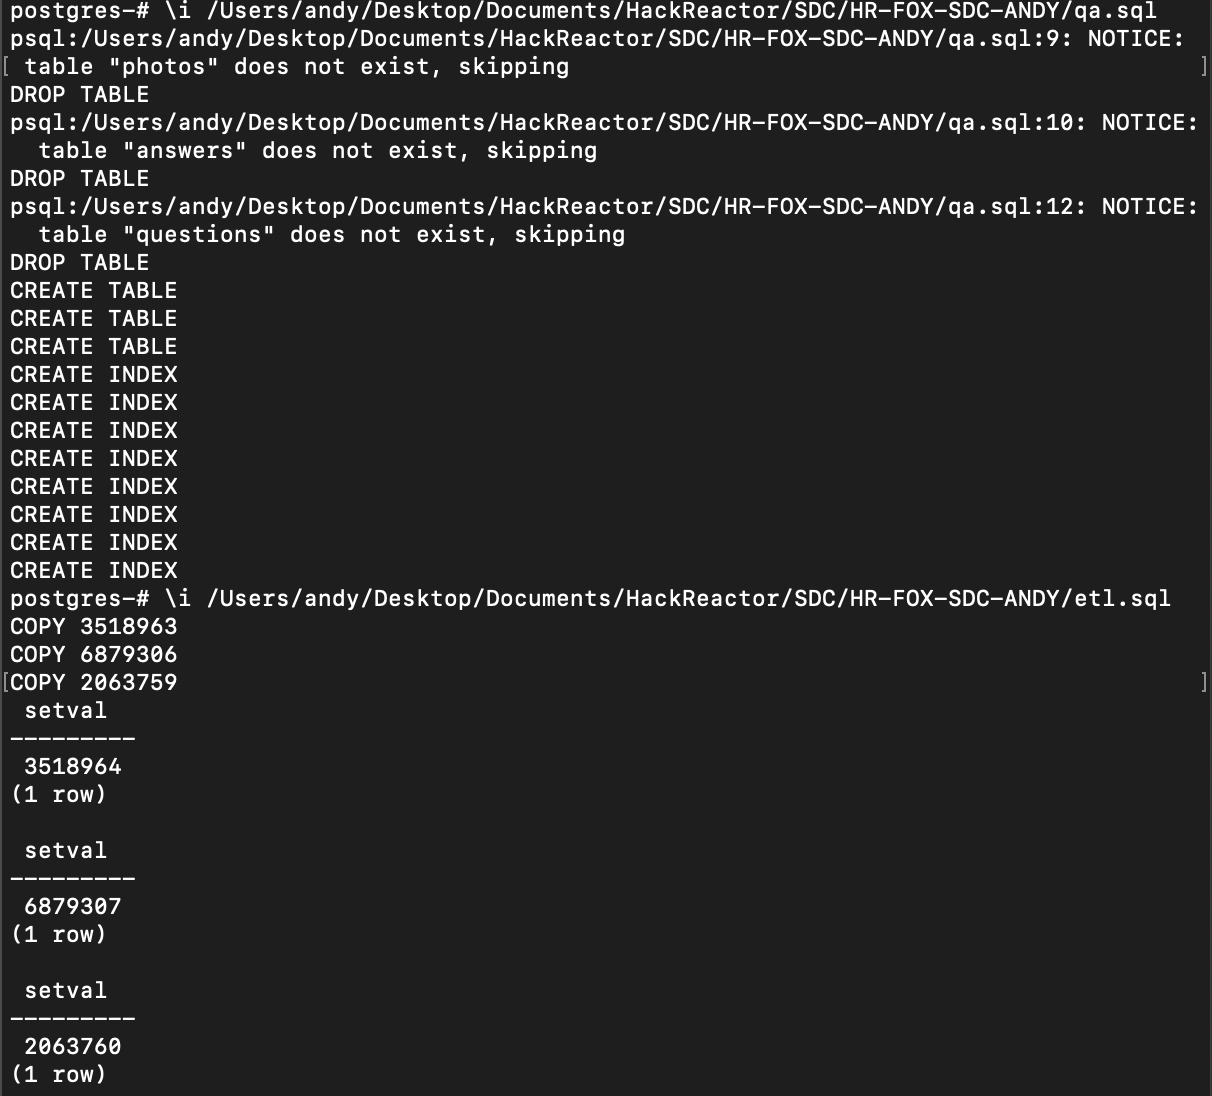 postgres-# \i /Users/andy/Desktop/Documents/HackReactor/SDC/HR-FOX-SDC-ANDY/qa.sql
psql:/Users/andy/Desktop/Documents/HackReactor/SDC/HR-FOX-SDC-ANDY/qa.sql:9: NOTICE:
[ table "photos" does not exist, skipping ]
DROP TABLE
psql:/Users/andy/Desktop/Documents/HackReactor/SDC/HR-FOX-SDC-ANDY/qa.sql:10: NOTICE:
  table "answers" does not exist, skipping
DROP TABLE
psql:/Users/andy/Desktop/Documents/HackReactor/SDC/HR-FOX-SDC-ANDY/qa.sql:12: NOTICE:
  table "questions" does not exist, skipping
DROP TABLE
CREATE TABLE
CREATE TABLE
CREATE TABLE
CREATE INDEX
CREATE INDEX
CREATE INDEX
CREATE INDEX
CREATE INDEX
CREATE INDEX
CREATE INDEX
CREATE INDEX
postgres-# \i /Users/andy/Desktop/Documents/HackReactor/SDC/HR-FOX-SDC-ANDY/etl.sql
COPY 3518963
COPY 6879306
[COPY 2063759 ]
 setval
---------
 3518964
(1 row)

 setval
---------
 6879307
(1 row)

 setval
---------
 2063760
(1 row)